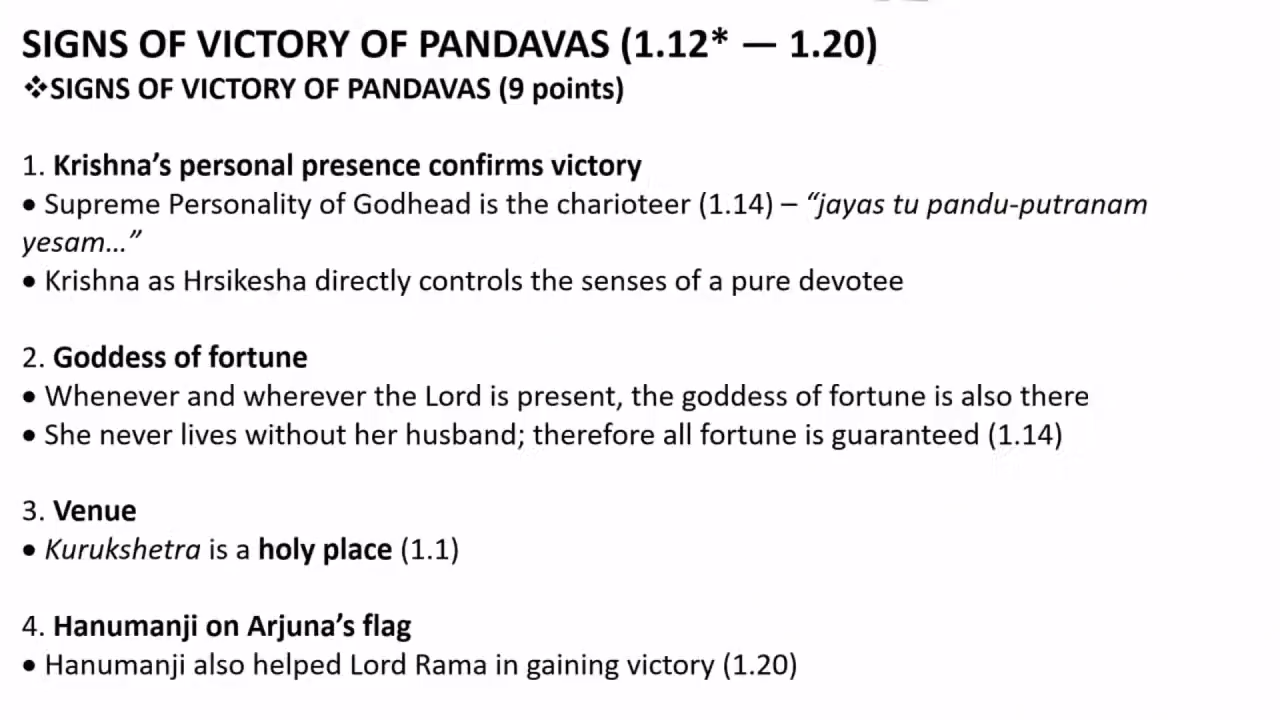 SIGNS OF VICTORY OF PANDAVAS (1.12* — 1.20)
❖SIGNS OF VICTORY OF PANDAVAS (9 points)
1. Krishna’s personal presence confirms victory
• Supreme Personality of Godhead is the charioteer (1.14) – “jayas tu pandu-putranam
yesam…”
• Krishna as Hrsikesha directly controls the senses of a pure devotee
2. Goddess of fortune
• Whenever and wherever the Lord is present, the goddess of fortune is also there
• She never lives without her husband; therefore all fortune is guaranteed (1.14)
3. Venue
• Kurukshetra is a holy place (1.1)
4. Hanumanji on Arjuna’s flag
• Hanumanji also helped Lord Rama in gaining victory (1.20)